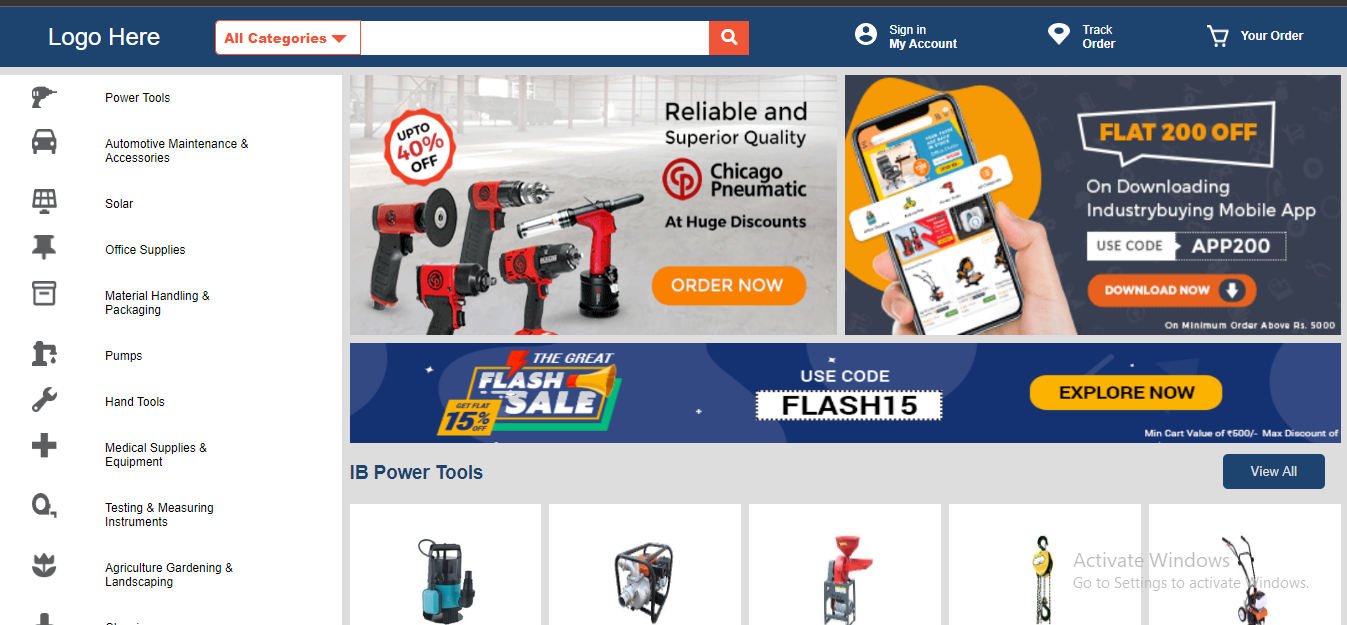 Logo Here
All Categories
Sign in
My Account
Track
Order
Your Order
Power Tools
Automotive Maintenance &
Accessories
Solar
Office Supplies
Material Handling &
Packaging
Pumps
Hand Tools
Medical Supplies &
Equipment
Testing & Measuring
Instruments
Agriculture Gardening &
Landscaping
UPTO
40%
OFF
Reliable and
Superior Quality
Chicago
Pneumatic
At Huge Discounts
ORDER NOW
FLAT 200 OFF
On Downloading
Industrybuying Mobile App
USE CODE
APP200
DOWNLOAD NOW
On Minimum Order Above Rs. 5000
THE GREAT
FLASH
SALE
GET FLAT
15%
OFF
USE CODE
FLASH15
EXPLORE NOW
Min Cart Value of ₹500/- Max Discount of
IB Power Tools
View All
Activate Windows
Go to Settings to activate Windows.